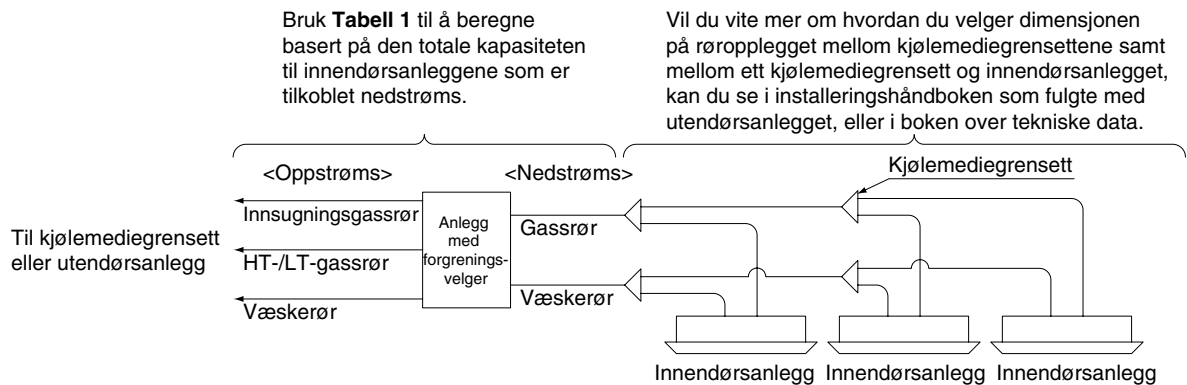 Bruk Tabell 1 til å beregne
basert på den totale kapasiteten
til innendørsanleggene som er
tilkoblet nedstrøms.
Vil du vite mer om hvordan du velger dimensjonen
på røropplegget mellom kjølemediegrensettene samt
mellom ett kjølemediegrensett og innendørsanlegget,
kan du se i installeringshåndboken som fulgte med
utendørsanlegget, eller i boken over tekniske data.
<Oppstrøms>
<Nedstrøms>
Kjølemediegrensett
Innsugningsgassrør
Gassrør
Til kjølemediegrensett
eller utendørsanlegg
HT-/LT-gassrør
Anlegg
med
forgrenings-
velger
Væskerør
Væskerør
Innendørsanlegg
Innendørsanlegg
Innendørsanlegg